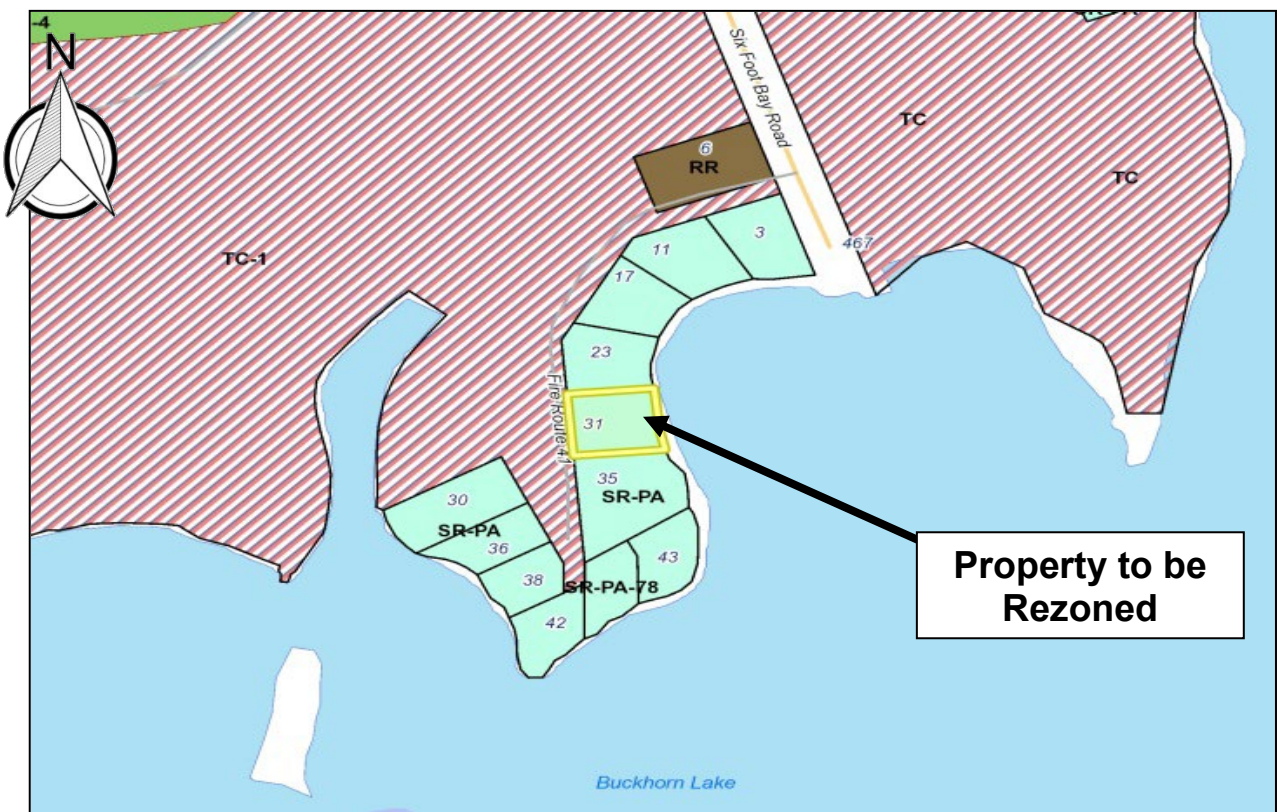 -4
N
Six Foot Bay Road
TC
TC
6
RR
3
11
467
17
TC-1
23
Fire Route 41
31
35
SR-PA
30
SR-PA
36
43
38
SR-PA-78
42
Property to be
Rezoned
Buckhorn Lake